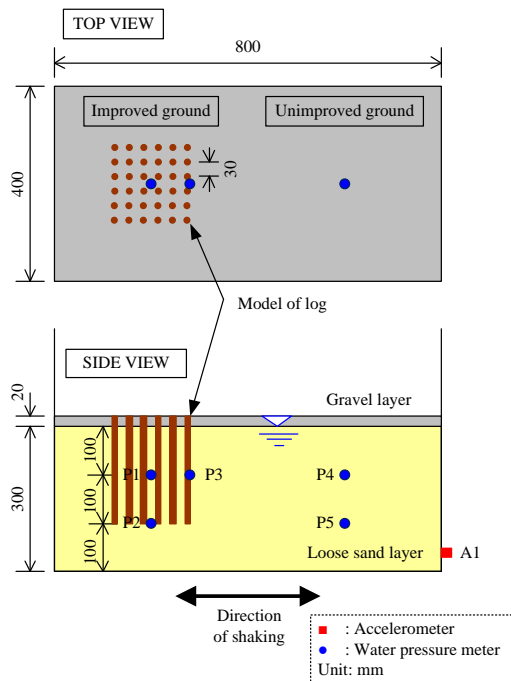 TOP VIEW
800
Improved ground
Unimproved ground
30
400
Model of log
SIDE VIEW
20
Gravel layer
300
100
100
100
P1
P3
P4
P2
P5
Loose sand layer
A1
Direction
of shaking
: Accelerometer
: Water pressure meter
Unit: mm